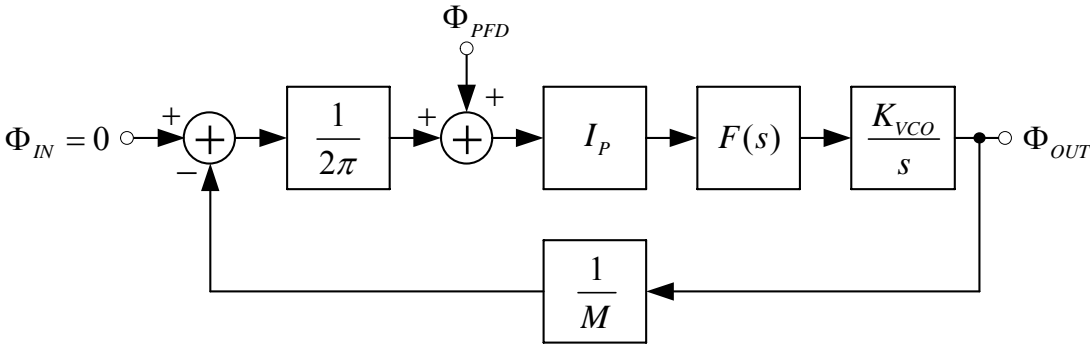 Φ_PFD
Φ_IN = 0
+
−
+
1/2π
+
+
+
I_P
F(s)
K_VCO/s
Φ_OUT
1/M